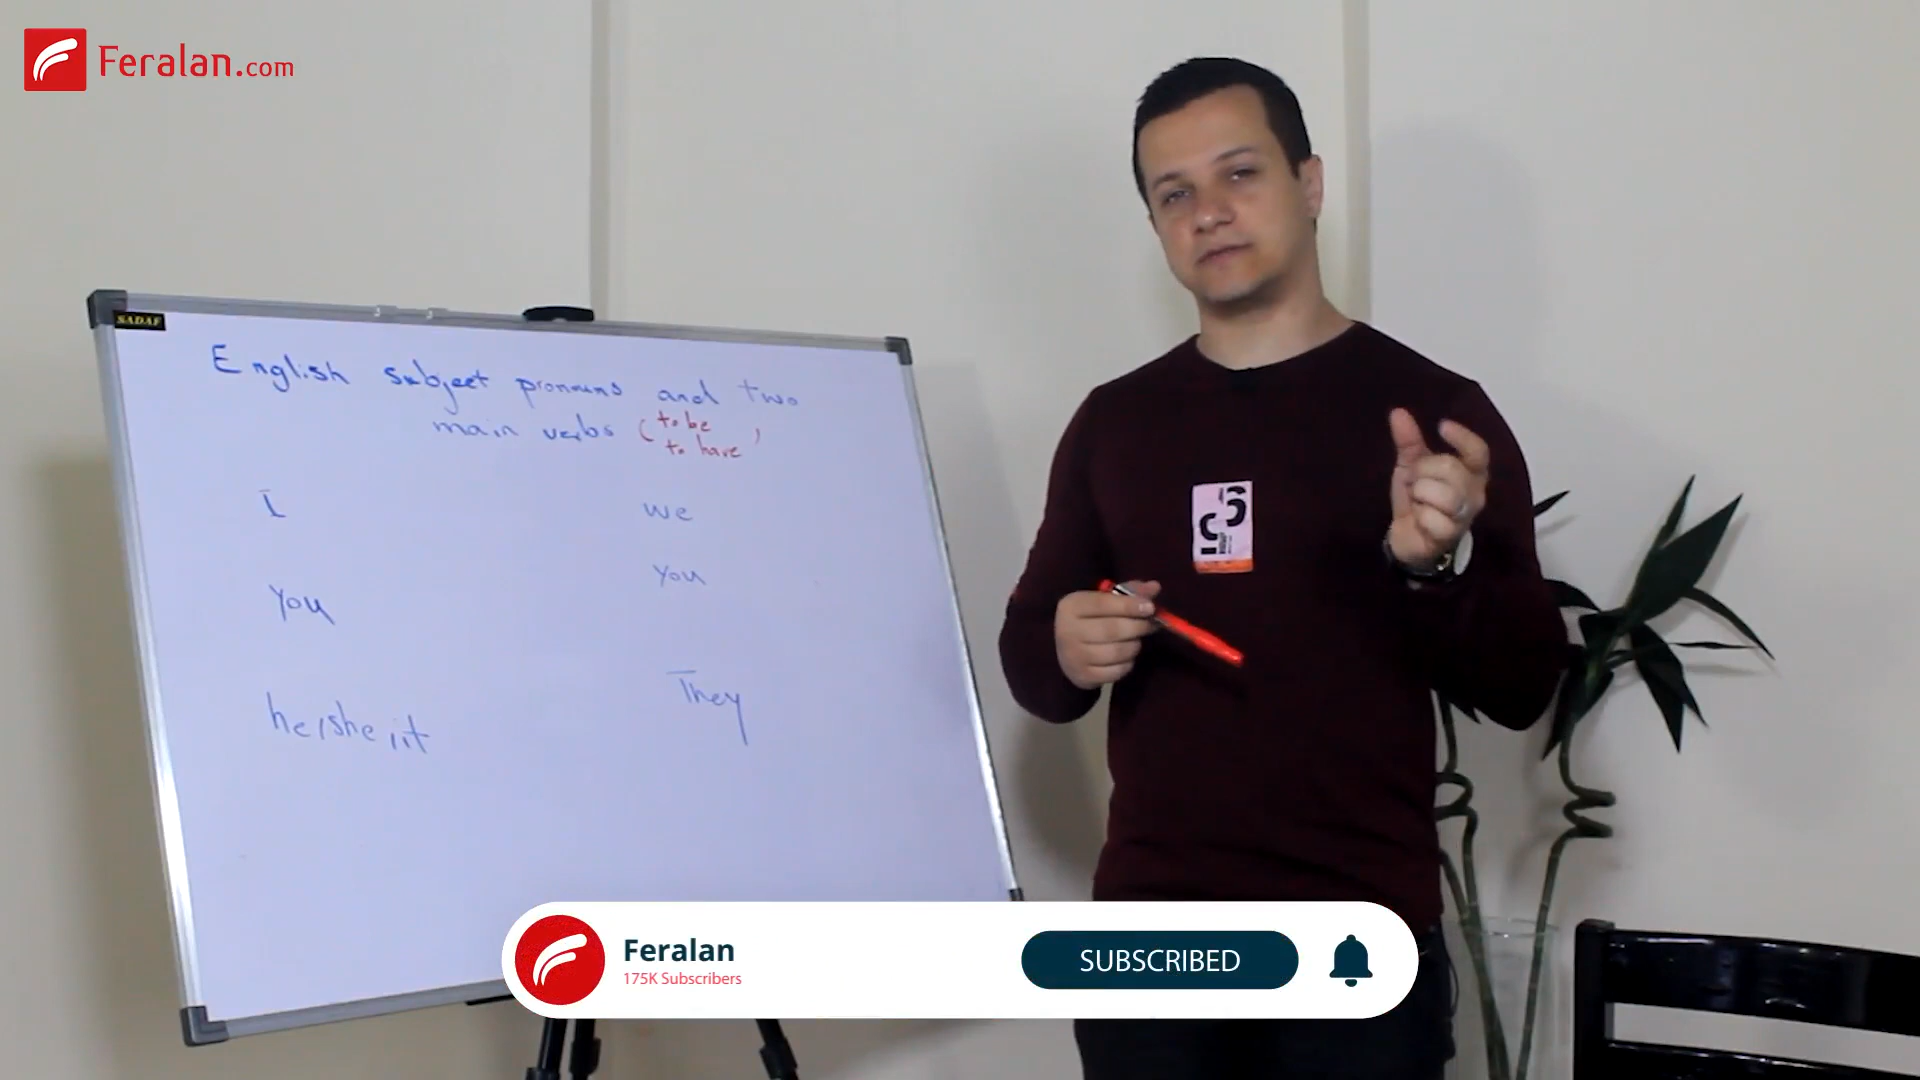 Feralan.com
SADAF
English subject pronouns and two
main verbs (to be
to have)
I
we
You
You
he/she/it
They
Feralan
175K Subscribers
SUBSCRIBED